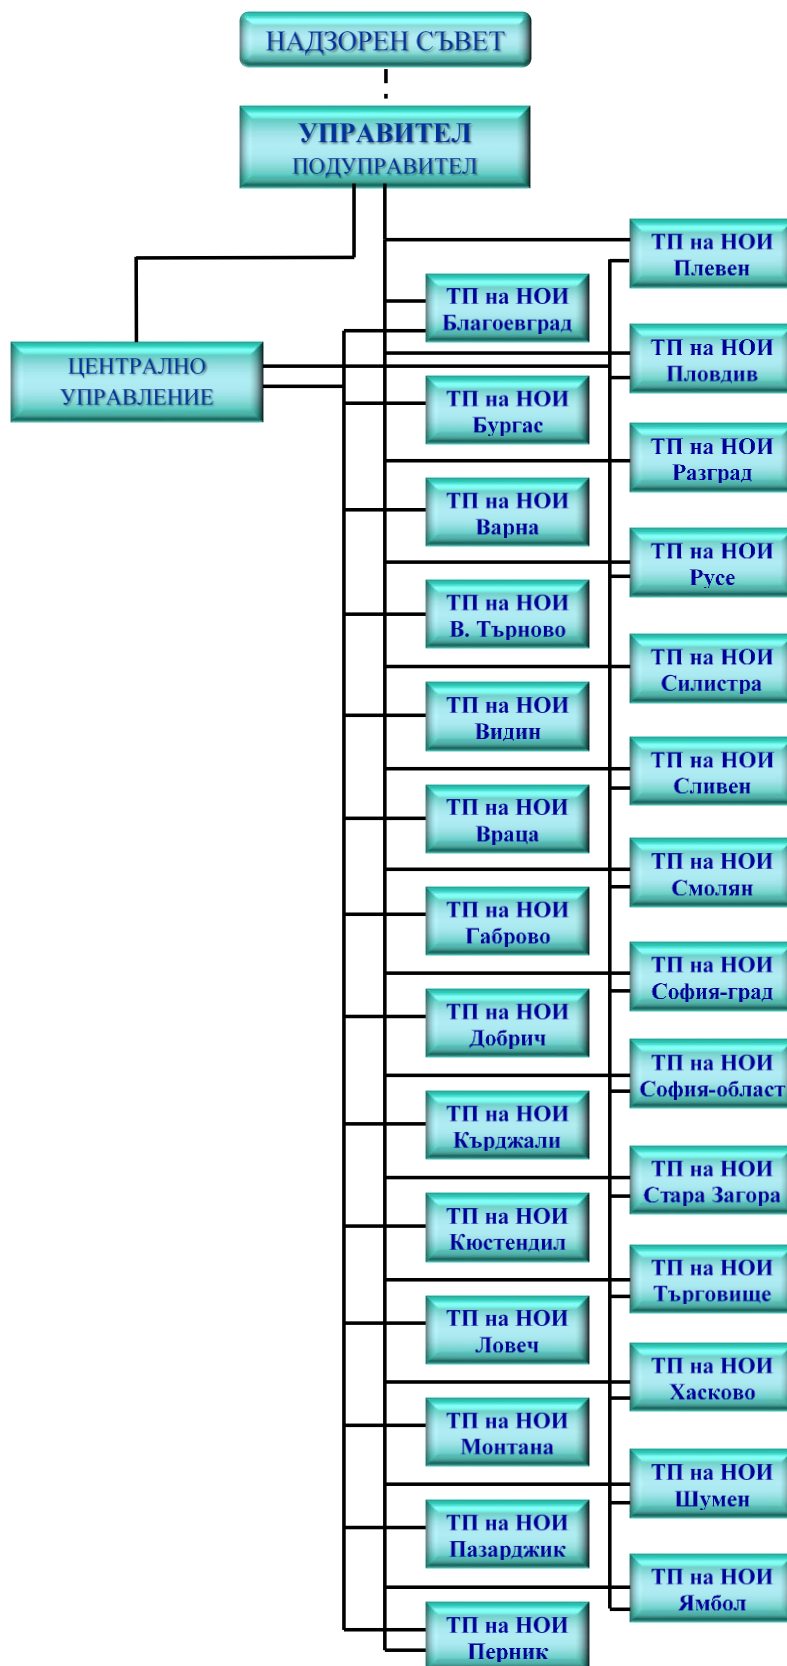 НАДЗОРЕН СЪВЕТ
УПРАВИТЕЛ
ПОДУПРАВИТЕЛ
ЦЕНТРАЛНО
УПРАВЛЕНИЕ
ТП на НОИ
Благоевград
ТП на НОИ
Бургас
ТП на НОИ
Варна
ТП на НОИ
В. Търново
ТП на НОИ
Видин
ТП на НОИ
Враца
ТП на НОИ
Габрово
ТП на НОИ
Добрич
ТП на НОИ
Кърджали
ТП на НОИ
Кюстендил
ТП на НОИ
Ловеч
ТП на НОИ
Монтана
ТП на НОИ
Пазарджик
ТП на НОИ
Перник
ТП на НОИ
Плевен
ТП на НОИ
Пловдив
ТП на НОИ
Разград
ТП на НОИ
Русе
ТП на НОИ
Силистра
ТП на НОИ
Сливен
ТП на НОИ
Смолян
ТП на НОИ
София-град
ТП на НОИ
София-област
ТП на НОИ
Стара Загора
ТП на НОИ
Търговище
ТП на НОИ
Хасково
ТП на НОИ
Шумен
ТП на НОИ
Ямбол